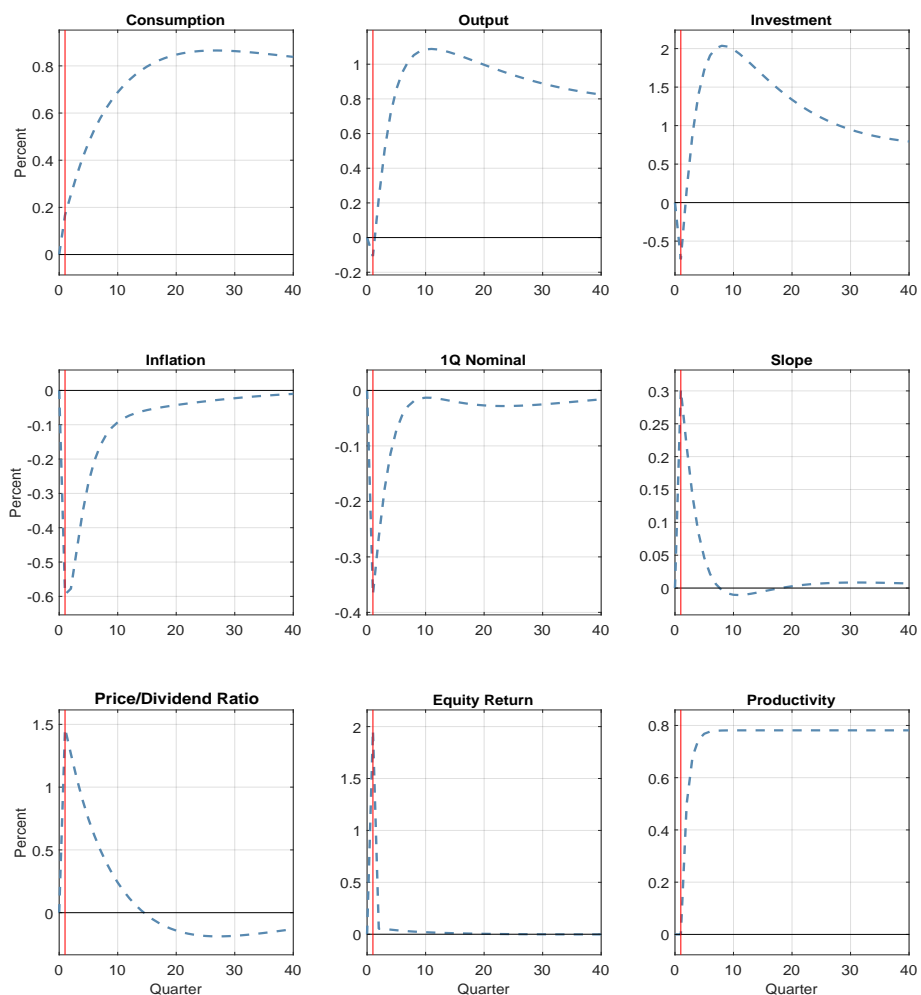 Consumption
Output
Investment
Percent
0.8
0.6
0.4
0.2
0
0 10 20 30 40
1
0.8
0.6
0.4
0.2
0
-0.2
0 10 20 30 40
2
1.5
1
0.5
0
-0.5
0 10 20 30 40
Inflation
1Q Nominal
Slope
Percent
0
-0.1
-0.2
-0.3
-0.4
-0.5
-0.6
0 10 20 30 40
0
-0.1
-0.2
-0.3
-0.4
0 10 20 30 40
0.3
0.25
0.2
0.15
0.1
0.05
0
0 10 20 30 40
Price/Dividend Ratio
Equity Return
Productivity
Percent
1.5
1
0.5
0
0 10 20 30 40
Quarter
2
1.5
1
0.5
0
0 10 20 30 40
Quarter
0.8
0.6
0.4
0.2
0
0 10 20 30 40
Quarter